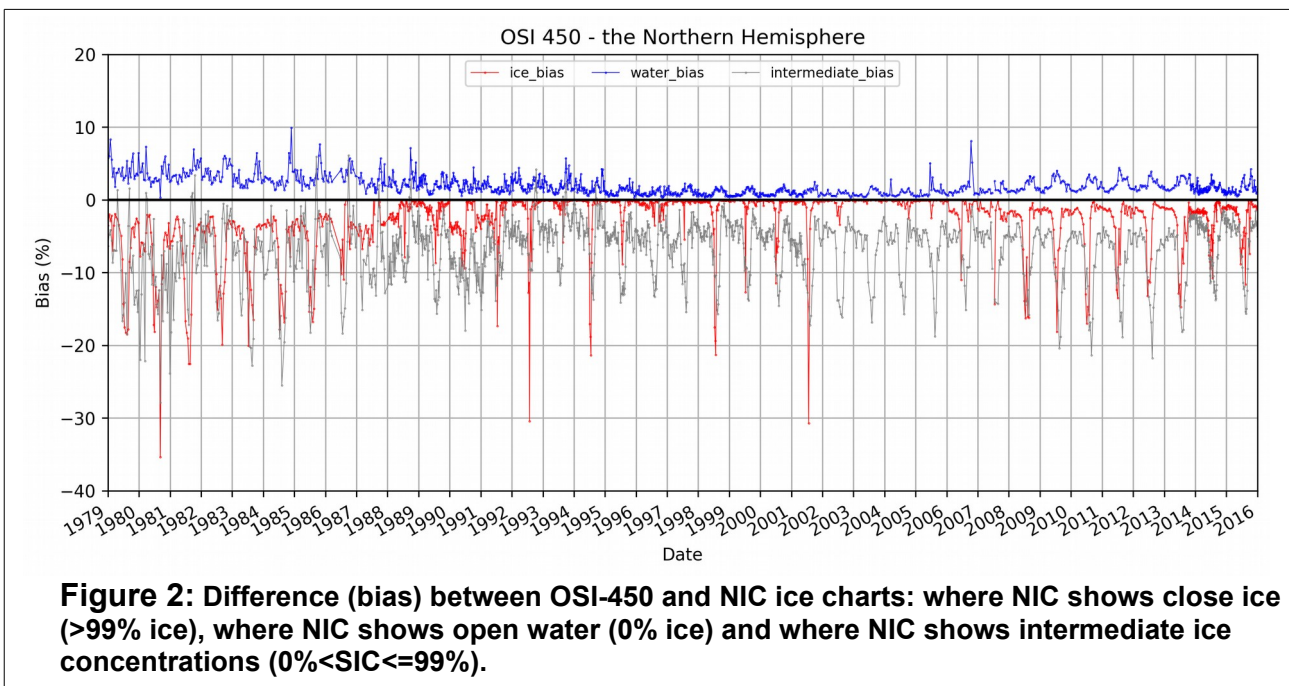 OSI 450 - the Northern Hemisphere
ice_bias water_bias intermediate_bias
20
10
0
−10
−20
−30
−40
Bias (%)
1979 1980 1981 1982 1983 1984 1985 1986 1987 1988 1989 1990 1991 1992 1993 1994 1995 1996 1997 1998 1999 2000 2001 2002 2003 2004 2005 2006 2007 2008 2009 2010 2011 2012 2013 2014 2015 2016
Date
Figure 2: Difference (bias) between OSI-450 and NIC ice charts: where NIC shows close ice
(>99% ice), where NIC shows open water (0% ice) and where NIC shows intermediate ice
concentrations (0%<SIC<=99%).